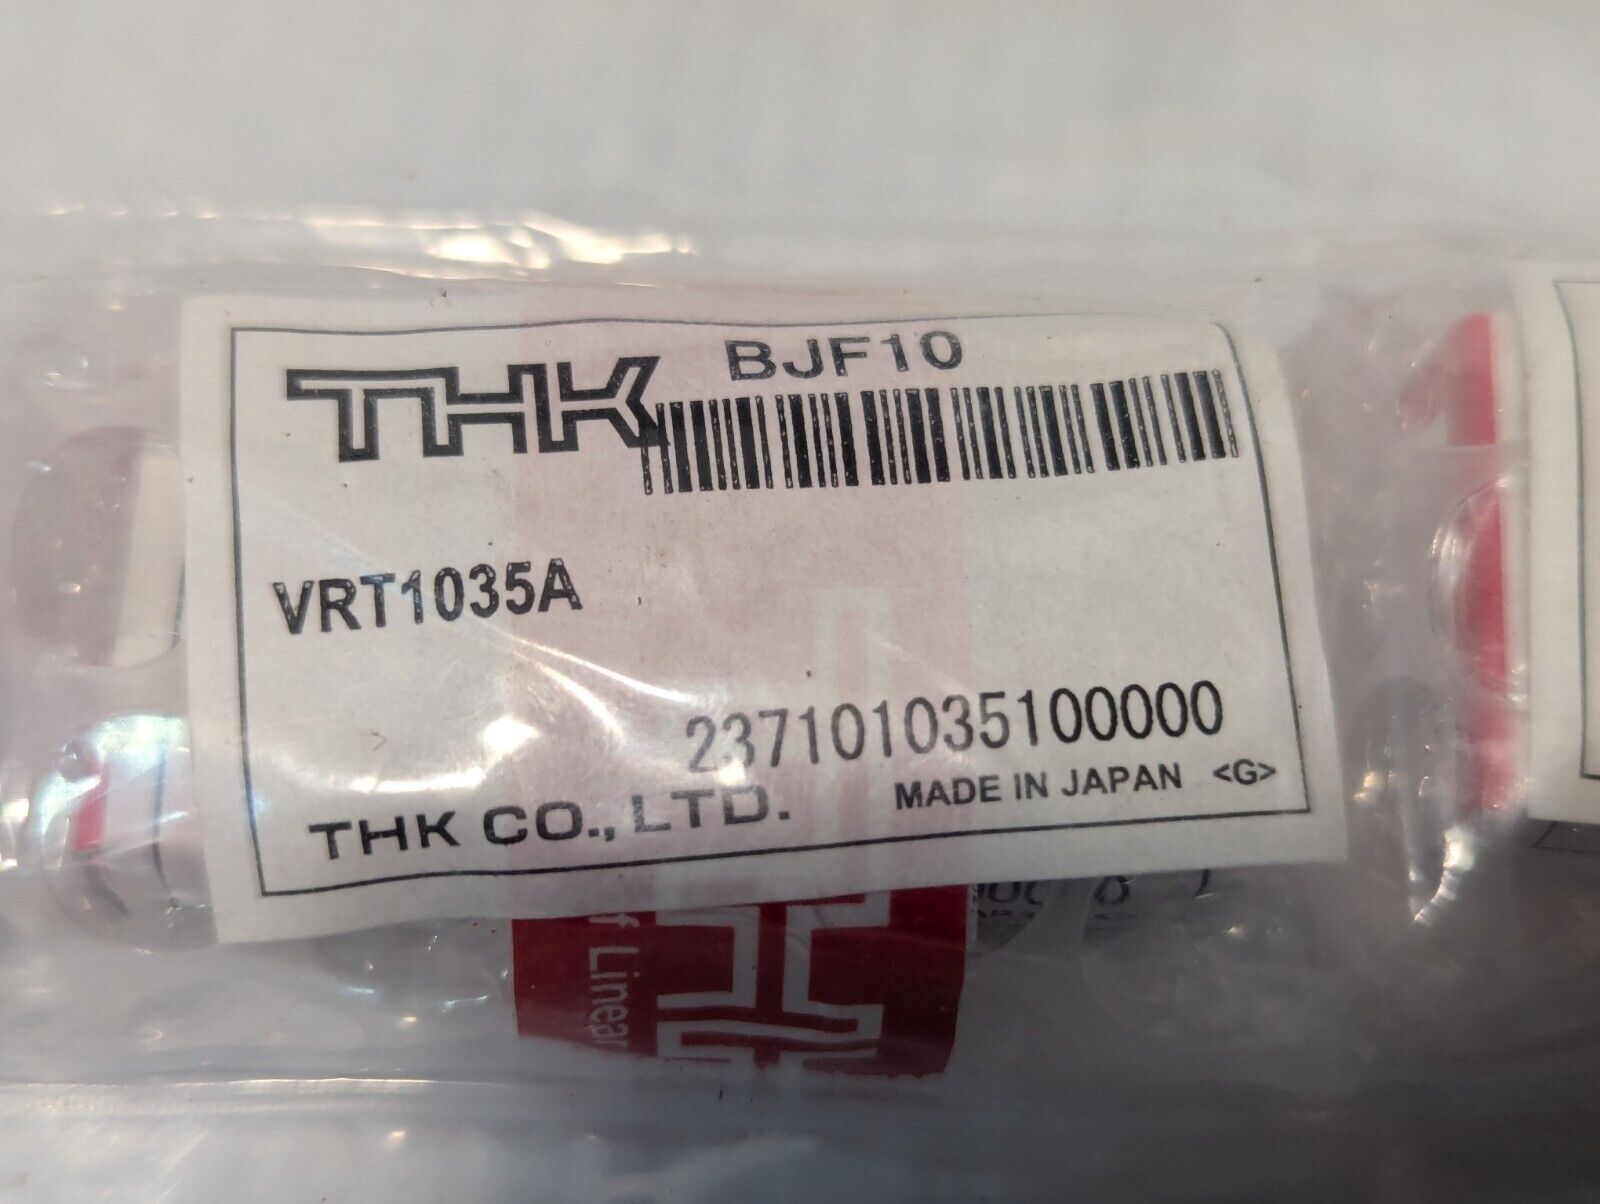 THK BJF10
VRT1035A
237101035100000
THK CO., LTD. MADE IN JAPAN <G>
f Linear